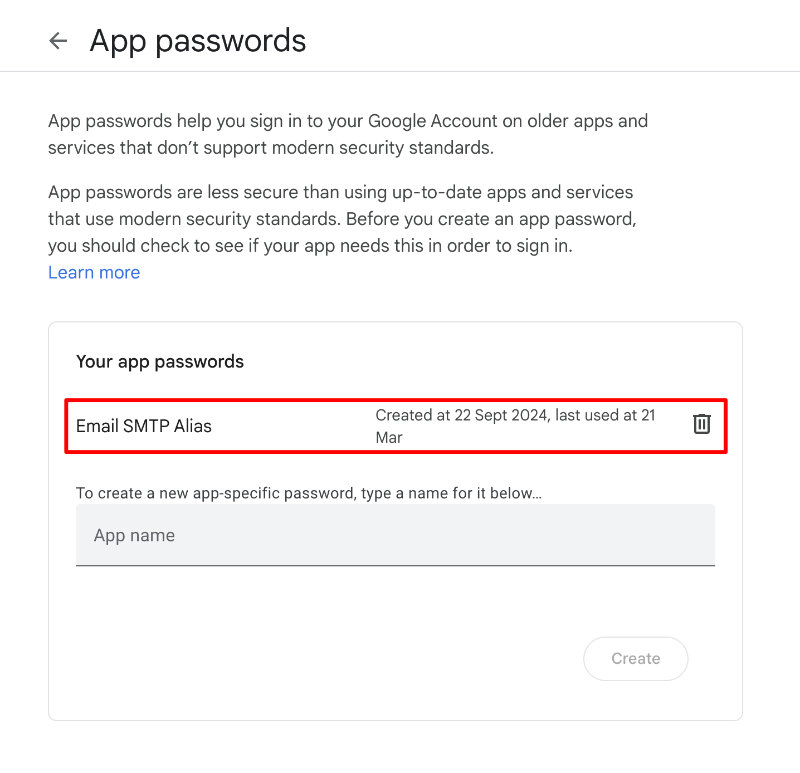 App passwords
App passwords help you sign in to your Google Account on older apps and
services that don’t support modern security standards.
App passwords are less secure than using up-to-date apps and services
that use modern security standards. Before you create an app password,
you should check to see if your app needs this in order to sign in.
Learn more
Your app passwords
Email SMTP Alias
Created at 22 Sept 2024, last used at 21
Mar
To create a new app-specific password, type a name for it below...
App name
Create